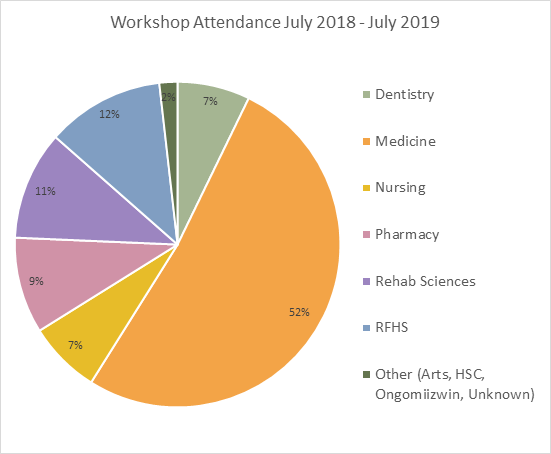 Workshop Attendance July 2018 - July 2019
2%
7%
12%
11%
9%
7%
52%
Dentistry
Medicine
Nursing
Pharmacy
Rehab Sciences
RFHS
Other (Arts, HSC,
Ongomiizwin, Unknown)